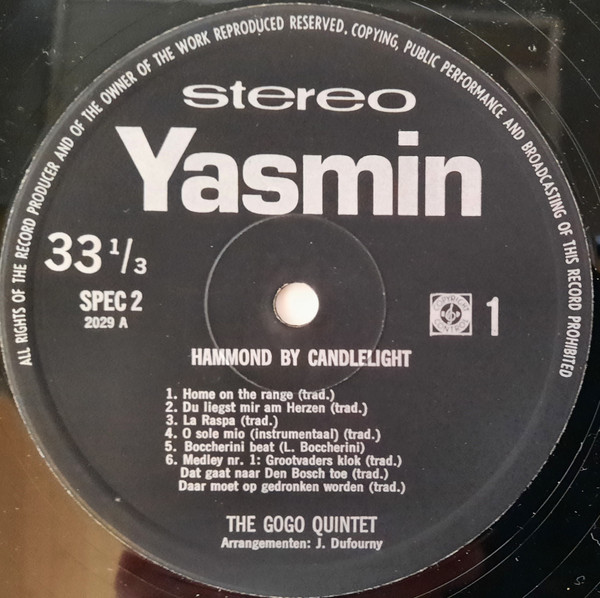 ALL RIGHTS OF THE RECORD PRODUCER AND OF THE OWNER OF THE WORK REPRODUCED RESERVED. COPYING, PUBLIC PERFORMANCE AND BROADCASTING OF THIS RECORD PROHIBITED
stereo
Yasmin
33 1/3
SPEC 2
2029 A
COPYRIGHT CONTROL
1
HAMMOND BY CANDLELIGHT
1. Home on the range (trad.)
2. Du liegst mir am Herzen (trad.)
3. La Raspa (trad.)
4. O sole mio (instrumentaal) (trad.)
5. Boccherini beat (L. Boccherini)
6. Medley nr. 1: Grootvaders klok (trad.)
Dat gaat naar Den Bosch toe (trad.)
Daar moet op gedronken worden (trad.)
THE GOGO QUINTET
Arrangementen: J. Dufourny